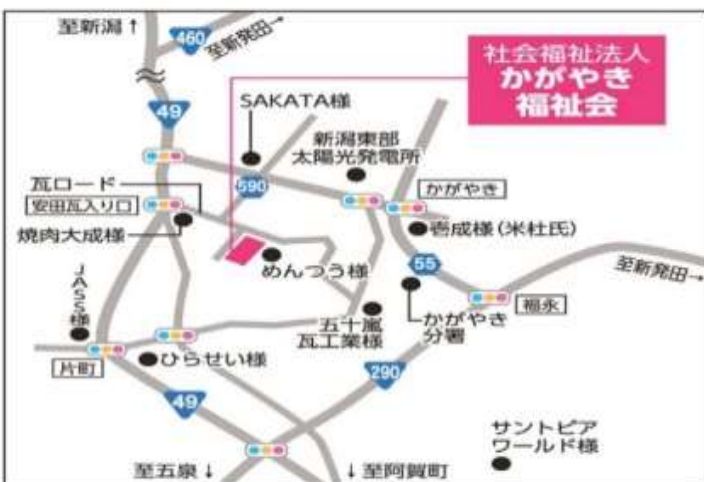 至新潟↑
460
至新発田→
社会福祉法人
かがやき
福祉会
49
SAKATA様
新潟東部
太陽光発電所
瓦ロード
590
かがやき
安田瓦入り口
焼肉大成様
壱成様(米杜氏)
めんつう様
55
至新発田→
JASS様
福永
五十嵐
瓦工業様
かがやき
分署
片町
ひらせい様
290
49
サントピア
ワールド様
至五泉↓
↓至阿賀町